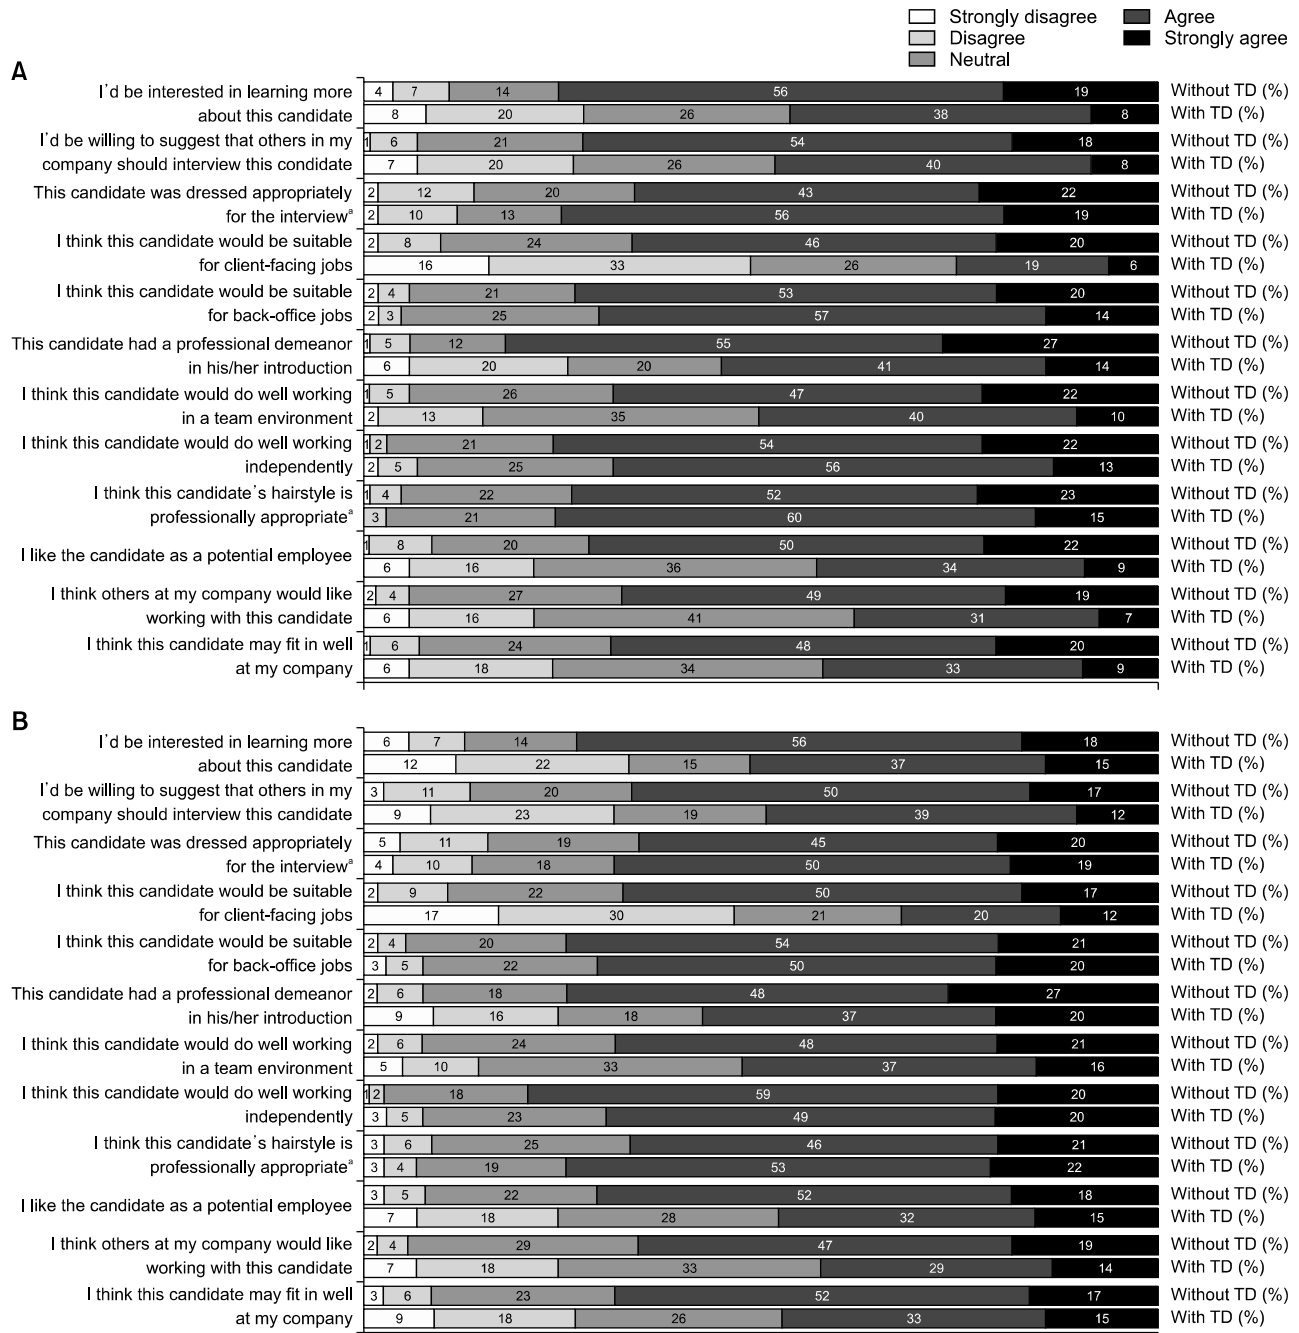 Strongly disagree
Disagree
Neutral
Agree
Strongly agree
A
I'd be interested in learning more
about this candidate
4 7 14 56 19 Without TD (%)
8 20 26 38 8 With TD (%)
I'd be willing to suggest that others in my
company should interview this condidate
1 6 21 54 18 Without TD (%)
7 20 26 40 8 With TD (%)
This candidate was dressed appropriately
for the interviewª
2 12 20 43 22 Without TD (%)
2 10 13 56 19 With TD (%)
I think this candidate would be suitable
for client-facing jobs
2 8 24 46 20 Without TD (%)
16 33 26 19 6 With TD (%)
I think this candidate would be suitable
for back-office jobs
2 4 21 53 20 Without TD (%)
2 3 25 57 14 With TD (%)
This candidate had a professional demeanor
in his/her introduction
1 5 12 55 27 Without TD (%)
6 20 20 41 14 With TD (%)
I think this candidate would do well working
in a team environment
1 5 26 47 22 Without TD (%)
2 13 35 40 10 With TD (%)
I think this candidate would do well working
independently
1 2 21 54 22 Without TD (%)
2 5 25 56 13 With TD (%)
I think this candidate's hairstyle is
professionally appropriateª
1 4 22 52 23 Without TD (%)
3 21 60 15 With TD (%)
I like the candidate as a potential employee
1 8 20 50 22 Without TD (%)
6 16 36 34 9 With TD (%)
I think others at my company would like
working with this candidate
2 4 27 49 19 Without TD (%)
6 16 41 31 7 With TD (%)
I think this candidate may fit in well
at my company
1 6 24 48 20 Without TD (%)
6 18 34 33 9 With TD (%)
B
I'd be interested in learning more
about this candidate
6 7 14 56 18 Without TD (%)
12 22 15 37 15 With TD (%)
I'd be willing to suggest that others in my
company should interview this candidate
3 11 20 50 17 Without TD (%)
9 23 19 39 12 With TD (%)
This candidate was dressed appropriately
for the interviewª
5 11 19 45 20 Without TD (%)
4 10 18 50 19 With TD (%)
I think this candidate would be suitable
for client-facing jobs
2 9 22 50 17 Without TD (%)
17 30 21 20 12 With TD (%)
I think this candidate would be suitable
for back-office jobs
2 4 20 54 21 Without TD (%)
3 5 22 50 20 With TD (%)
This candidate had a professional demeanor
in his/her introduction
2 6 18 48 27 Without TD (%)
9 16 18 37 20 With TD (%)
I think this candidate would do well working
in a team environment
2 6 24 48 21 Without TD (%)
5 10 33 37 16 With TD (%)
I think this candidate would do well working
independently
1 2 18 59 20 Without TD (%)
3 5 23 49 20 With TD (%)
I think this candidate's hairstyle is
professionally appropriateª
3 6 25 46 21 Without TD (%)
3 4 19 53 22 With TD (%)
I like the candidate as a potential employee
3 5 22 52 18 Without TD (%)
7 18 28 32 15 With TD (%)
I think others at my company would like
working with this candidate
2 4 29 47 19 Without TD (%)
7 18 33 29 14 With TD (%)
I think this candidate may fit in well
at my company
3 6 23 52 17 Without TD (%)
9 18 26 33 15 With TD (%)